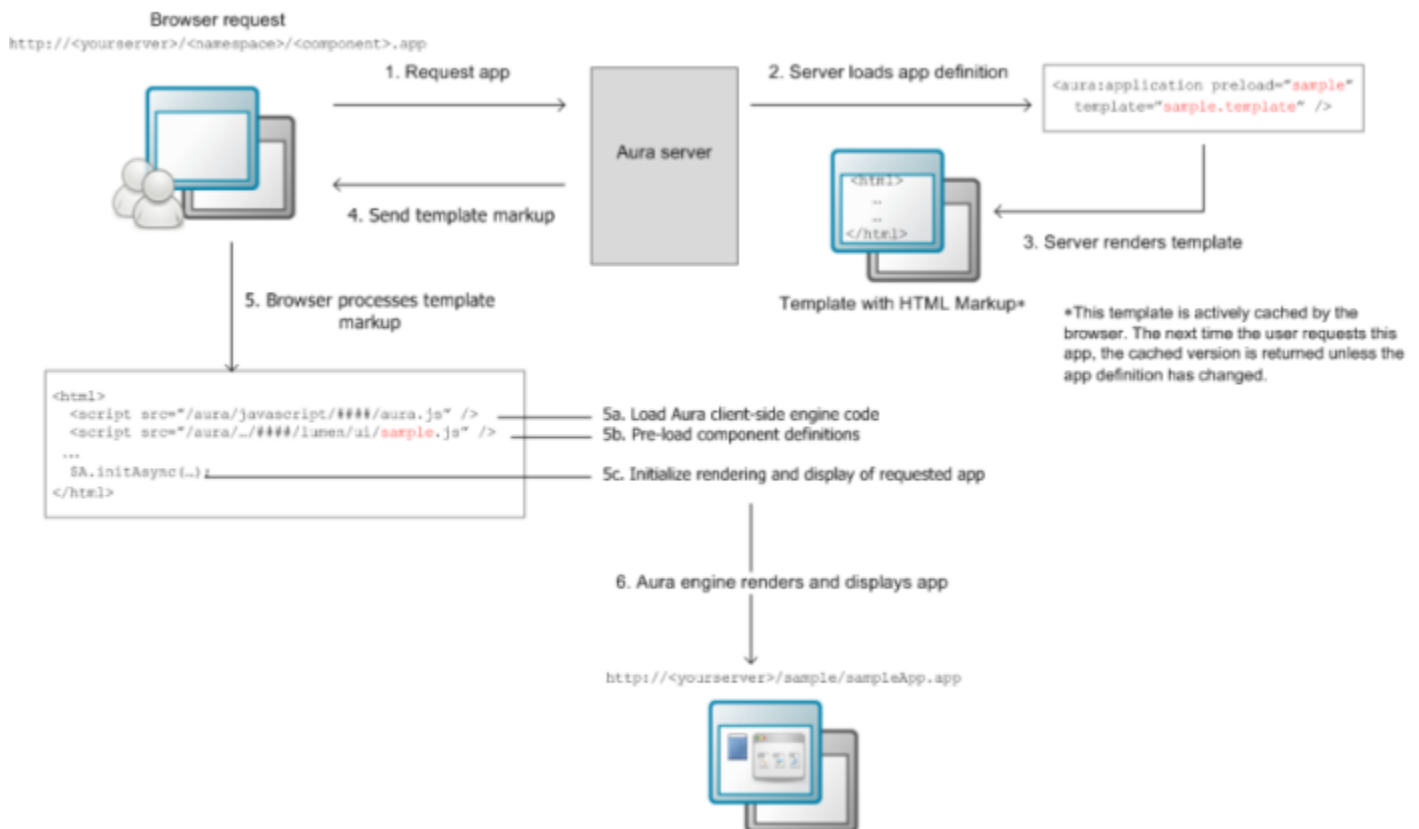 Browser request
http://<yourserver>/<namespace>/<component>.app
1. Request app
2. Server loads app definition
<aura:application preload="sample"
template="sample.template" />
Aura server
<html>
...
...
</html>
4. Send template markup
3. Server renders template
Template with HTML Markup*
5. Browser processes template
markup
*This template is actively cached by the
browser. The next time the user requests this
app, the cached version is returned unless the
app definition has changed.
<html>
<script src="/aura/javascript/####/aura.js" />
<script src="/aura/…/####/lumen/ui/sample.js" />
...
$A.initAsync(…);
</html>
5a. Load Aura client-side engine code
5b. Pre-load component definitions
5c. Initialize rendering and display of requested app
6. Aura engine renders and displays app
http://<yourserver>/sample/sampleApp.app